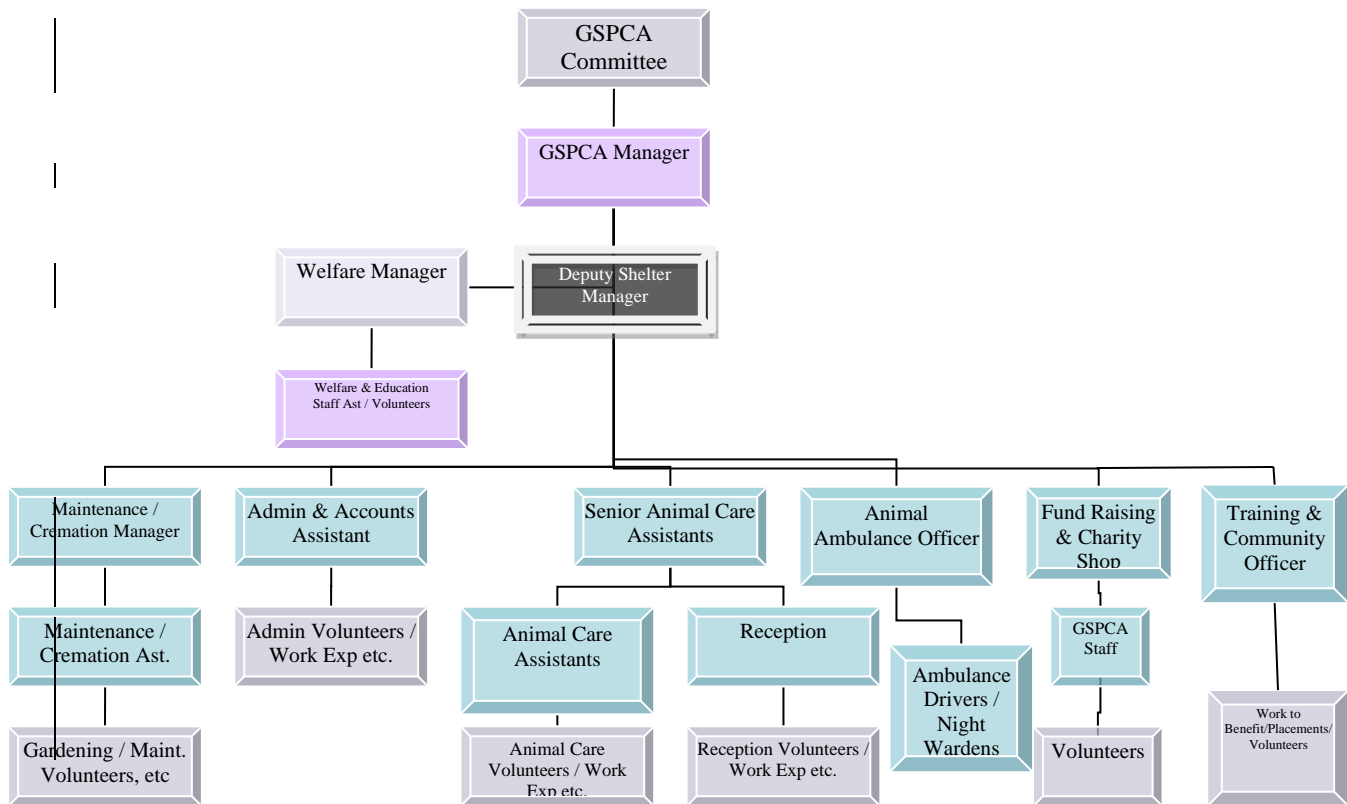 GSPCA
Committee
GSPCA Manager
Welfare Manager
Deputy Shelter
Manager
Welfare & Education
Staff Ast / Volunteers
Maintenance /
Cremation Manager
Admin & Accounts
Assistant
Senior Animal Care
Assistants
Animal
Ambulance Officer
Fund Raising
& Charity
Shop
Training &
Community
Officer
Maintenance /
Cremation Ast.
Admin Volunteers /
Work Exp etc.
Animal Care
Assistants
Reception
Ambulance
Drivers /
Night
Wardens
GSPCA
Staff
Work to
Benefit/Placements/
Volunteers
Gardening / Maint.
Volunteers, etc
Animal Care
Volunteers / Work
Exp etc.
Reception Volunteers /
Work Exp etc.
Volunteers